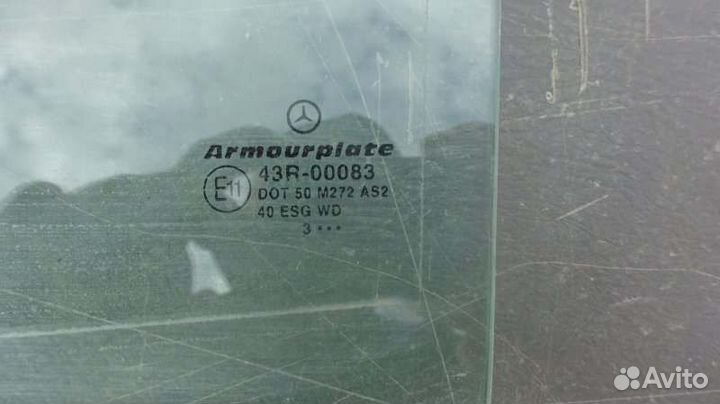 Armourplate
E11
43R-00083
DOT 50 M272 AS2
40 ESG WD
3 •••
Avito